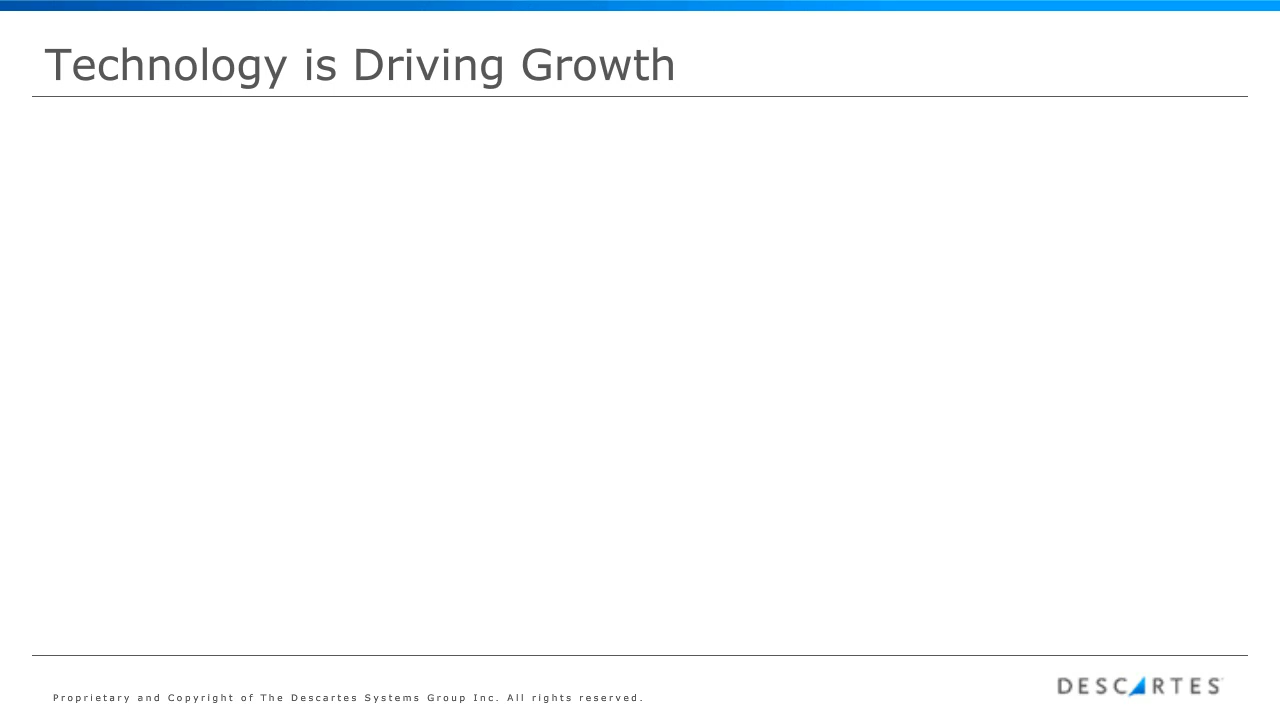 Technology is Driving Growth
Proprietary and Copyright of The Descartes Systems Group Inc. All rights reserved.
DESCARTES